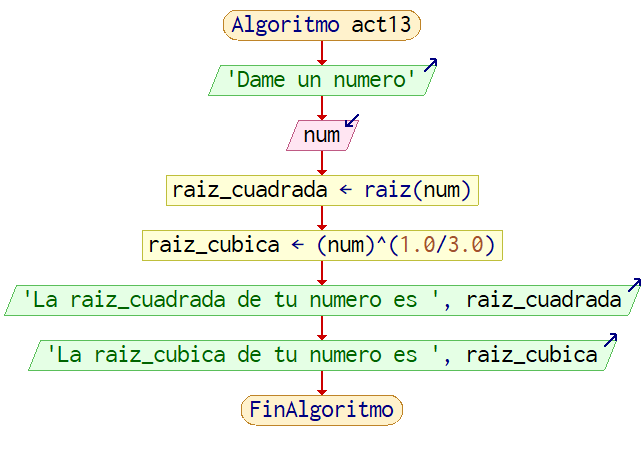 Algoritmo act13
'Dame un numero'
num
raiz_cuadrada ← raiz(num)
raiz_cubica ← (num)^(1.0/3.0)
'La raiz_cuadrada de tu numero es ', raiz_cuadrada
'La raiz_cubica de tu numero es ', raiz_cubica
FinAlgoritmo